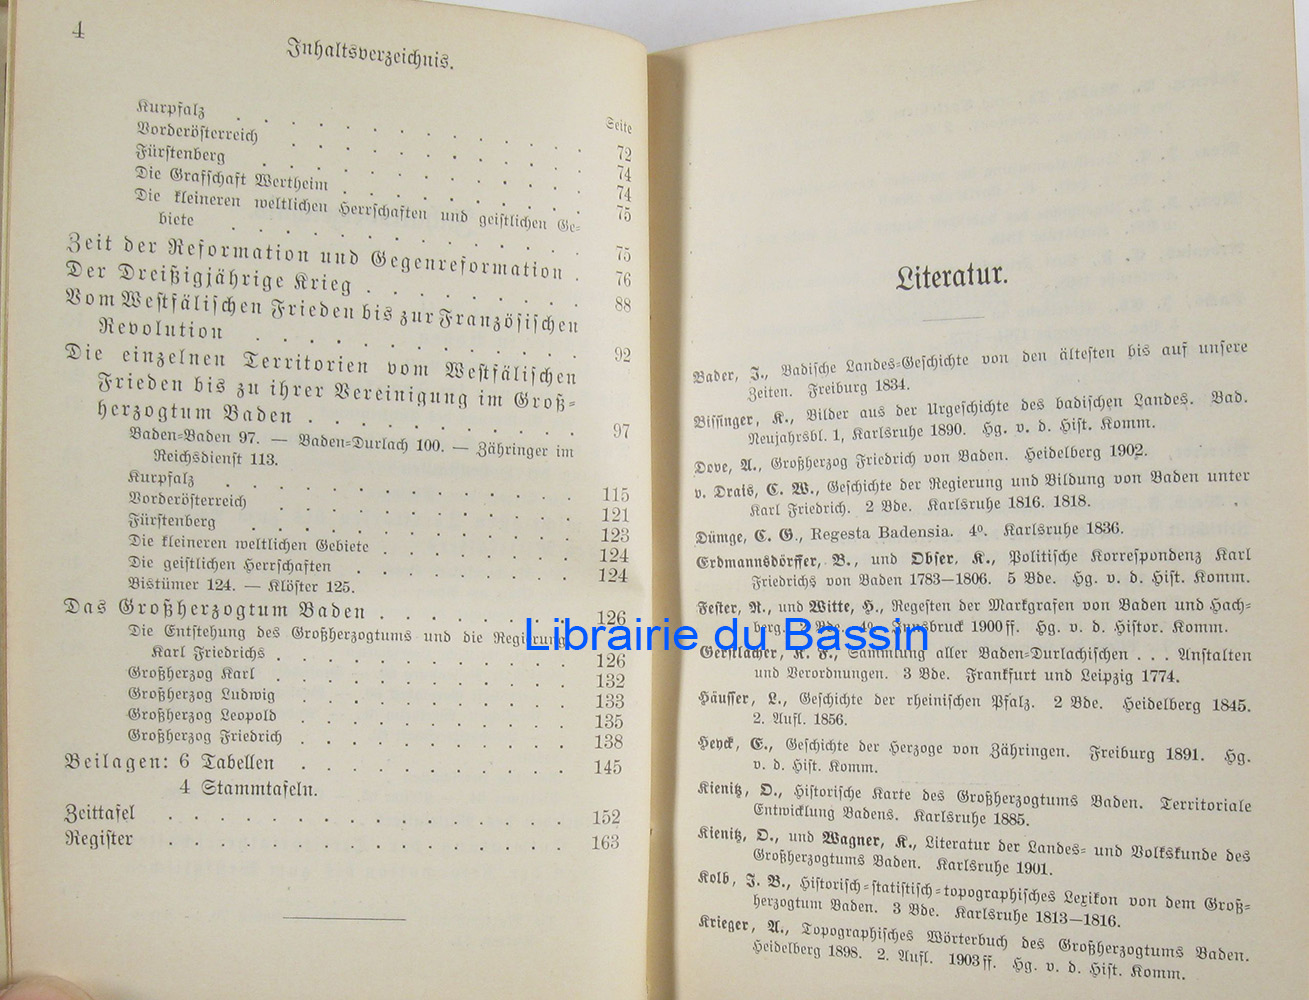 4
Inhaltsverzeichnis.
Seite
Kurpfalz . . . . . . . . . . . . . 72
Vorderösterreich . . . . . . . . . . . 74
Fürstenberg . . . . . . . . . . . . 74
Die Grafschaft Wertheim . . . . . . . . . 75
Die kleineren weltlichen Herrschaften und geistlichen Ge-
biete . . . . . . . . . . . . . 75
Zeit der Reformation und Gegenreformation . 76
Der Dreißigjährige Krieg . . . . . . . . 88
Vom Westfälischen Frieden bis zur Französischen
Revolution . . . . . . . . . . . . 92
Die einzelnen Territorien vom Westfälischen
Frieden bis zu ihrer Vereinigung im Groß-
herzogtum Baden . . . . . . . . . . 97
Baden-Baden 97. — Baden-Durlach 100. — Zähringer im
Reichsdienst 113.
Kurpfalz . . . . . . . . . . . . . 115
Vorderösterreich . . . . . . . . . . . 121
Fürstenberg . . . . . . . . . . . . 123
Die kleineren weltlichen Gebiete . . . . . . . 124
Die geistlichen Herrschaften . . . . . . . . 124
Bistümer 124. — Klöster 125.
Das Großherzogtum Baden . . . . . . . 126
Die Entstehung des Großherzogtums und die Regierung
Karl Friedrichs . . . . . . . . . . 126
Großherzog Karl . . . . . . . . . . . 132
Großherzog Ludwig . . . . . . . . . . 133
Großherzog Leopold . . . . . . . . . . 135
Großherzog Friedrich . . . . . . . . . . 138
Beilagen: 6 Tabellen . . . . . . . . . . 145
4 Stammtafeln.
Zeittafel . . . . . . . . . . . . . . 152
Register . . . . . . . . . . . . . . 163
Literatur.
Bader, J., Badische Landes-Geschichte von den ältesten bis auf unsere
Zeiten. Freiburg 1834.
Bissinger, K., Bilder aus der Urgeschichte des badischen Landes. Bad.
Neujahrsbl. 1, Karlsruhe 1890. Hg. v. d. Hist. Komm.
Dove, A., Großherzog Friedrich von Baden. Heidelberg 1902.
v. Drais, C. W., Geschichte der Regierung und Bildung von Baden unter
Karl Friedrich. 2 Bde. Karlsruhe 1816. 1818.
Dümge, C. G., Regesta Badensia. 4º. Karlsruhe 1836.
Erdmannsdörffer, B., und Obser, K., Politische Korrespondenz Karl
Friedrichs von Baden 1783—1806. 5 Bde. Hg. v. d. Hist. Komm.
Fester, R., und Witte, H., Regesten der Markgrafen von Baden und Hach-
berg. 3 Bde. 4º. Innsbruck 1900 ff. Hg. v. d. Histor. Komm.
Librairie du Bassin
Gerstlacher, K. F., Sammlung aller Baden-Durlachischen . . . Anstalten
und Verordnungen. 3 Bde. Frankfurt und Leipzig 1774.
Häusser, L., Geschichte der rheinischen Pfalz. 2 Bde. Heidelberg 1845.
2. Aufl. 1856.
Heyck, E., Geschichte der Herzoge von Zähringen. Freiburg 1891. Hg.
v. d. Hist. Komm.
Kienitz, O., Historische Karte des Großherzogtums Baden. Territoriale
Entwicklung Badens. Karlsruhe 1885.
Kienitz, O., und Wagner, K., Literatur der Landes- und Volkskunde des
Großherzogtums Baden. Karlsruhe 1901.
Kolb, J. B., Historisch-statistisch-topographisches Lexikon von dem Groß-
herzogtum Baden. 3 Bde. Karlsruhe 1813—1816.
Krieger, A., Topographisches Wörterbuch des Großherzogtums Baden.
Heidelberg 1898. 2. Aufl. 1903 ff. Hg. v. d. Hist. Komm.